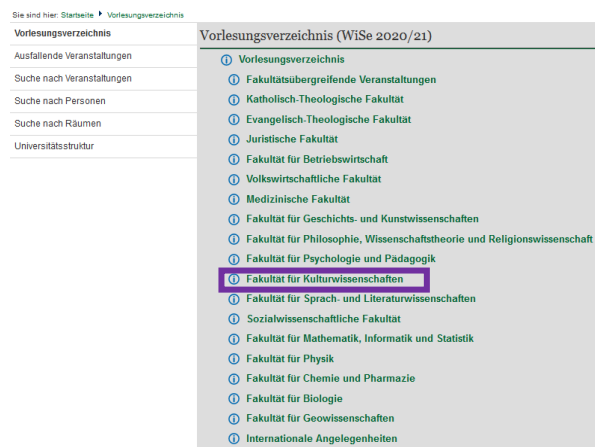 Sie sind hier: Startseite Vorlesungsverzeichnis
Vorlesungsverzeichnis
Ausfallende Veranstaltungen
Suche nach Veranstaltungen
Suche nach Personen
Suche nach Räumen
Universitätsstruktur
Vorlesungsverzeichnis (WiSe 2020/21)
Vorlesungsverzeichnis
Fakultätsübergreifende Veranstaltungen
Katholisch-Theologische Fakultät
Evangelisch-Theologische Fakultät
Juristische Fakultät
Fakultät für Betriebswirtschaft
Volkswirtschaftliche Fakultät
Medizinische Fakultät
Fakultät für Geschichts- und Kunstwissenschaften
Fakultät für Philosophie, Wissenschaftstheorie und Religionswissenschaft
Fakultät für Psychologie und Pädagogik
Fakultät für Kulturwissenschaften
Fakultät für Sprach- und Literaturwissenschaften
Sozialwissenschaftliche Fakultät
Fakultät für Mathematik, Informatik und Statistik
Fakultät für Physik
Fakultät für Chemie und Pharmazie
Fakultät für Biologie
Fakultät für Geowissenschaften
Internationale Angelegenheiten